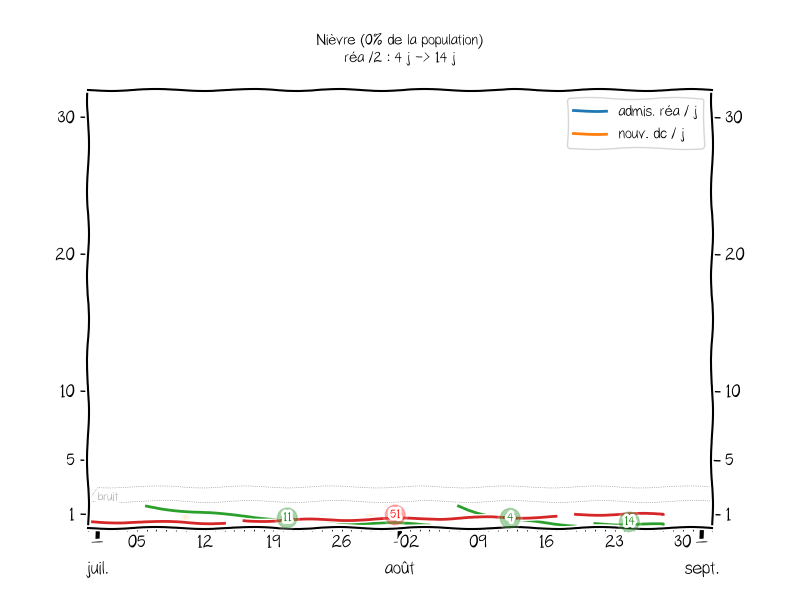 Nièvre (0% de la population)
réa /2 : 4 j -> 14 j
admis. réa / j
nouv. dc / j
30
30
20
20
10
10
5
5
bruit
1
1
11
51
4
14
05 12 19 26 02 09 16 23 30
juil. août sept.